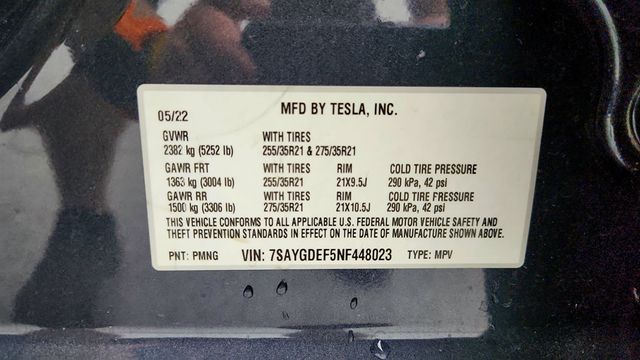 05/22 MFD BY TESLA, INC.
GVWR WITH TIRES
2382 kg (5252 lb) 255/35R21 & 275/35R21
GAWR FRT WITH TIRES RIM COLD TIRE PRESSURE
1363 kg (3004 lb) 255/35R21 21X9.5J 290 kPa, 42 psi
GAWR RR WITH TIRES RIM COLD TIRE PRESSURE
1500 kg (3306 lb) 275/35R21 21X10.5J 290 kPa, 42 psi
THIS VEHICLE CONFORMS TO ALL APPLICABLE U.S. FEDERAL MOTOR VEHICLE SAFETY AND
THEFT PREVENTION STANDARDS IN EFFECT ON THE DATE OF MANUFACTURE SHOWN ABOVE.
PNT: PMNG VIN: 7SAYGDEF5NF448023 TYPE: MPV